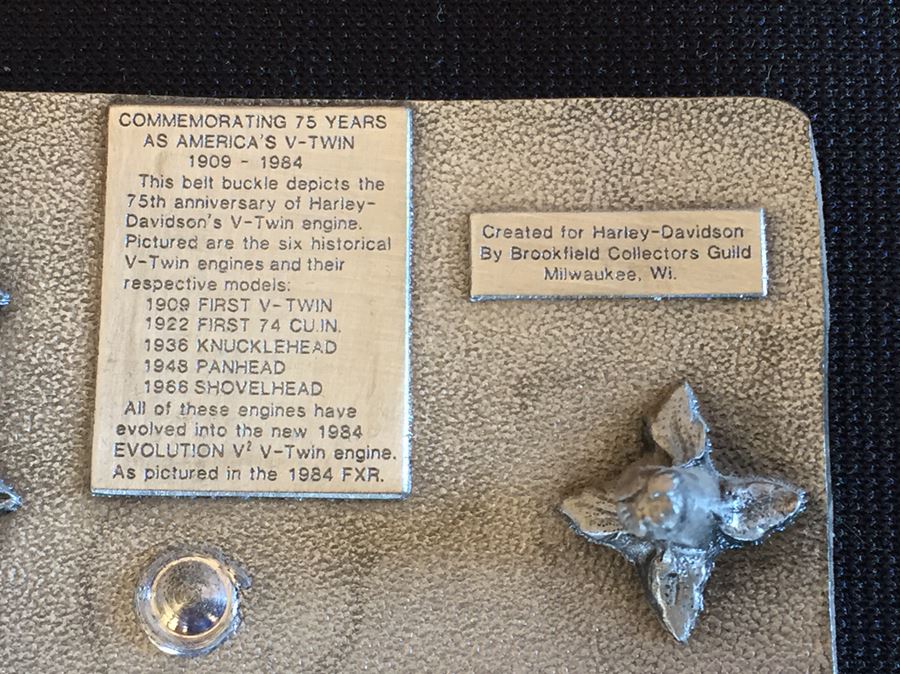 COMMEMORATING 75 YEARS
AS AMERICA'S V-TWIN
1909 - 1984
This belt buckle depicts the
75th anniversary of Harley-
Davidson's V-Twin engine.
Pictured are the six historical
V-Twin engines and their
respective models:
1909 FIRST V-TWIN
1922 FIRST 74 CU.IN.
1936 KNUCKLEHEAD
1948 PANHEAD
1966 SHOVELHEAD
All of these engines have
evolved into the new 1984
EVOLUTION V² V-Twin engine.
As pictured in the 1984 FXR.
Created for Harley-Davidson
By Brookfield Collectors Guild
Milwaukee, Wi.